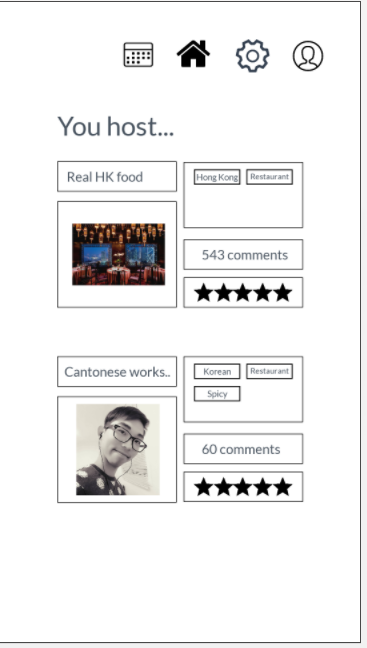 You host...
Real HK food
Hong Kong
Restaurant
543 comments
Cantonese works..
Korean
Restaurant
Spicy
60 comments